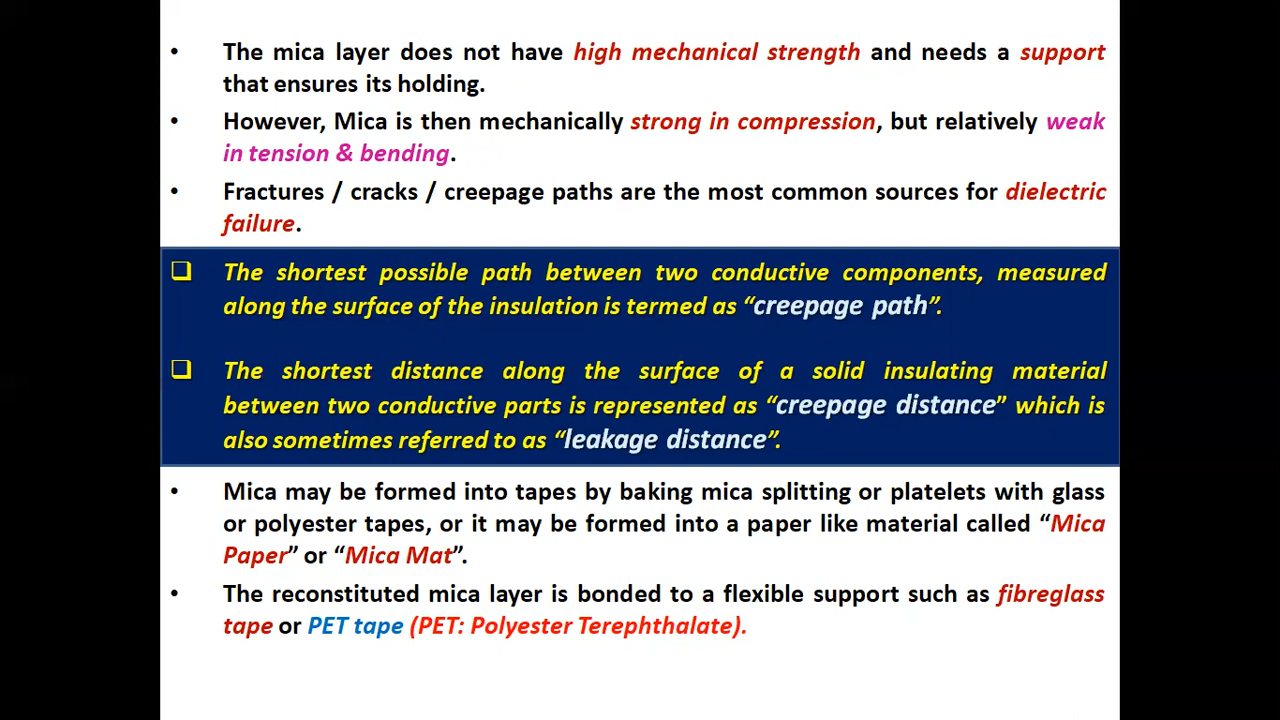 • The mica layer does not have high mechanical strength and needs a support
that ensures its holding.
• However, Mica is then mechanically strong in compression, but relatively weak
in tension & bending.
• Fractures / cracks / creepage paths are the most common sources for dielectric
failure.
❑ The shortest possible path between two conductive components, measured
along the surface of the insulation is termed as “creepage path”.
❑ The shortest distance along the surface of a solid insulating material
between two conductive parts is represented as “creepage distance” which is
also sometimes referred to as “leakage distance”.
• Mica may be formed into tapes by baking mica splitting or platelets with glass
or polyester tapes, or it may be formed into a paper like material called “Mica
Paper” or “Mica Mat”.
• The reconstituted mica layer is bonded to a flexible support such as fibreglass
tape or PET tape (PET: Polyester Terephthalate).